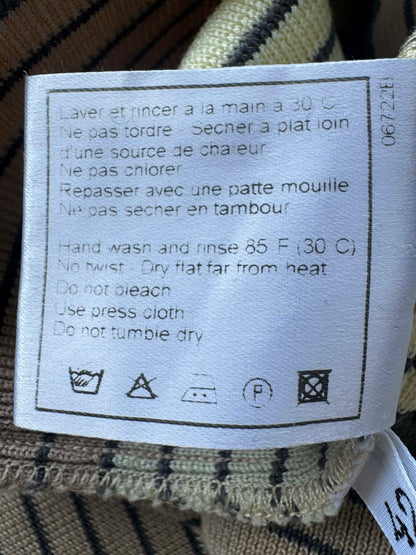 Laver et rincer a la main a 30 C
Ne pas tordre Secher a plat loin
d'une source de chaleur
Ne pas chlorer
Repasser avec une patte mouille
Ne pas secher en tambour
Hand wash and rinse 85 F (30 C)
No twist - Dry flat far from heat
Do not bleach
Use press cloth
Do not tumble dry
P
42